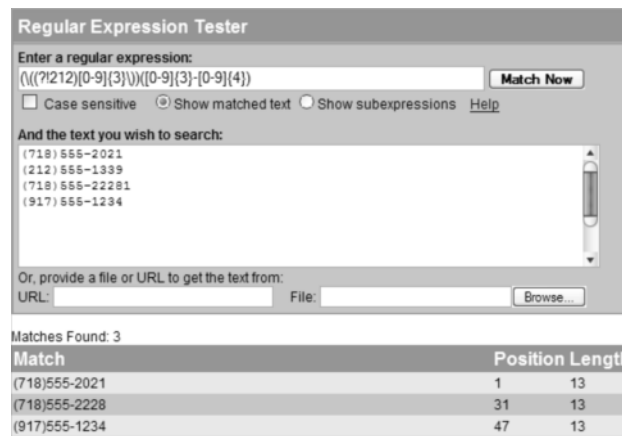 Regular Expression Tester
Enter a regular expression:
(\((?!212)[0-9]{3}\))([0-9]{3}-[0-9]{4}) Match Now
Case sensitive Show matched text Show subexpressions Help
And the text you wish to search:
(718)555-2021
(212)555-1339
(718)555-22281
(917)555-1234
Or, provide a file or URL to get the text from:
URL: File: Browse...
Matches Found: 3
Match Position Length
(718)555-2021 1 13
(718)555-2228 31 13
(917)555-1234 47 13